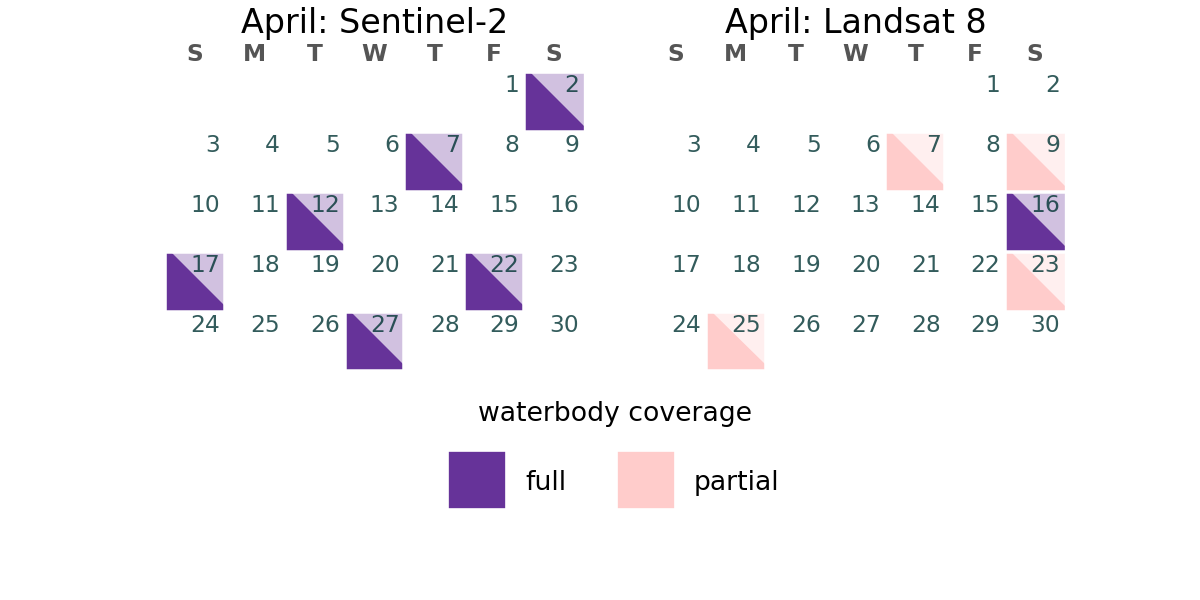 April: Sentinel-2
S M T W T F S
1 2
3 4 5 6 7 8 9
10 11 12 13 14 15 16
17 18 19 20 21 22 23
24 25 26 27 28 29 30
April: Landsat 8
S M T W T F S
1 2
3 4 5 6 7 8 9
10 11 12 13 14 15 16
17 18 19 20 21 22 23
24 25 26 27 28 29 30
waterbody coverage
full partial